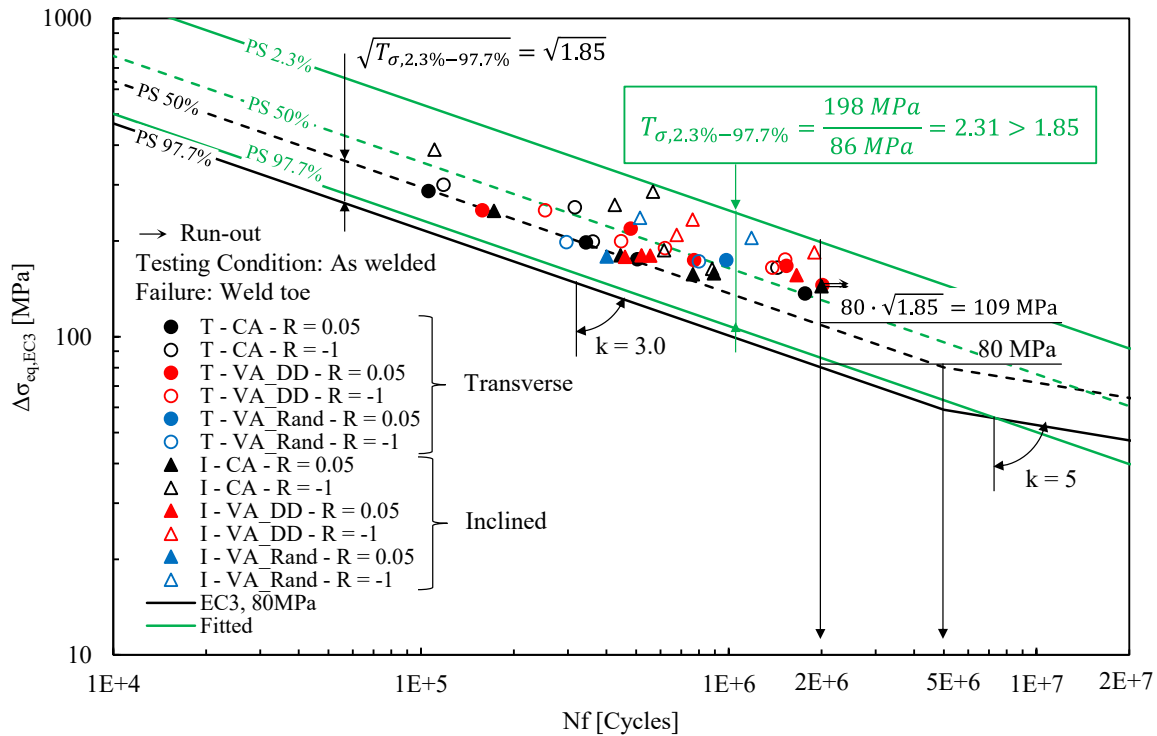 1000
100
10
Δσeq,EC3 [MPa]
PS 2.3%
PS 50%
PS 50%
PS 97.7%
PS 97.7%
√Tσ,2.3%−97.7% = √1.85
Tσ,2.3%−97.7% = 198 MPa / 86 MPa = 2.31 > 1.85
→ Run-out
Testing Condition: As welded
Failure: Weld toe
T - CA - R = 0.05
T - CA - R = -1
T - VA_DD - R = 0.05
T - VA_DD - R = -1
T - VA_Rand - R = 0.05
T - VA_Rand - R = -1
Transverse
I - CA - R = 0.05
I - CA - R = -1
I - VA_DD - R = 0.05
I - VA_DD - R = -1
I - VA_Rand - R = 0.05
I - VA_Rand - R = -1
Inclined
EC3, 80MPa
Fitted
k = 3.0
80 · √1.85 = 109 MPa
80 MPa
k = 5
1E+4
1E+5
1E+6
2E+6
5E+6
1E+7
2E+7
Nf [Cycles]